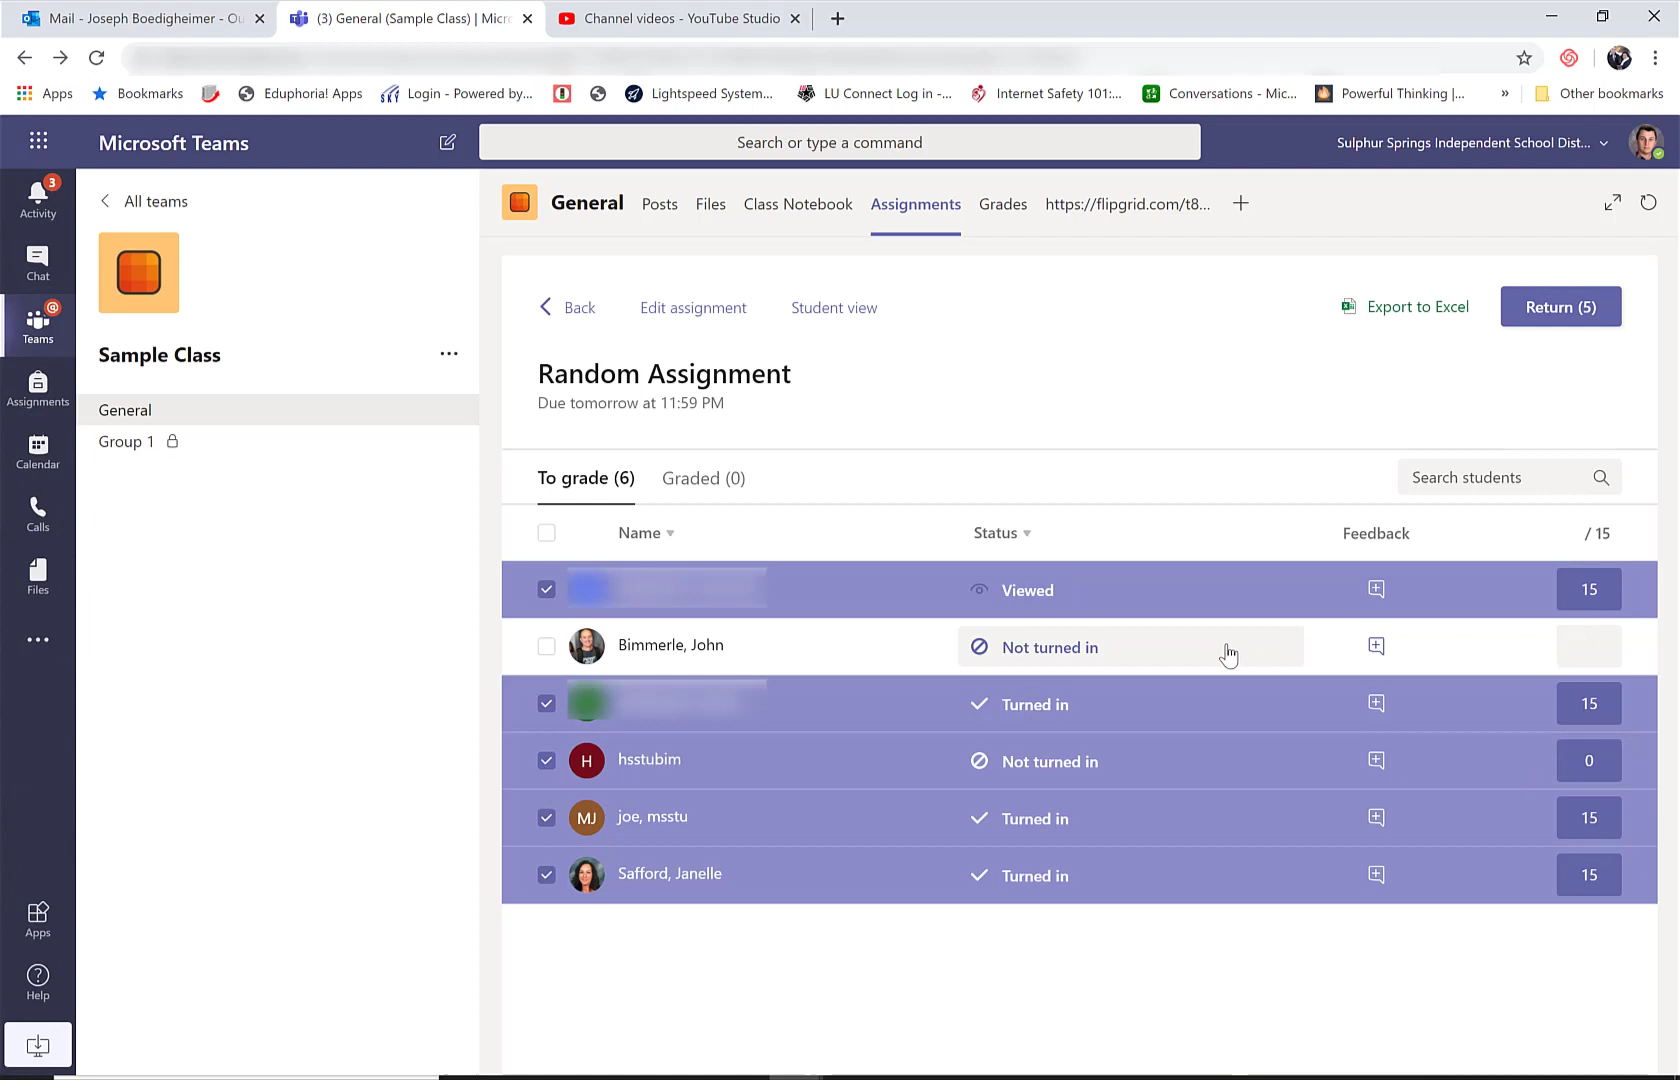 Mail - Joseph Boedigheimer - Ou
(3) General (Sample Class) | Micr
Channel videos - YouTube Studio
Apps
Bookmarks
Eduphoria! Apps
Login - Powered by...
Lightspeed System...
LU Connect Log in -...
Internet Safety 101:...
Conversations - Mic...
Powerful Thinking |...
»
Other bookmarks
Microsoft Teams
Search or type a command
Sulphur Springs Independent School Dist...
3
Activity
Chat
@
Teams
Assignments
Calendar
Calls
Files
Apps
Help
All teams
Sample Class
General
Group 1
General
Posts
Files
Class Notebook
Assignments
Grades
https://flipgrid.com/t8...
Back
Edit assignment
Student view
Export to Excel
Return (5)
Random Assignment
Due tomorrow at 11:59 PM
To grade (6)
Graded (0)
Search students
Name
Status
Feedback
/ 15
Viewed
15
Bimmerle, John
Not turned in
Turned in
15
H
hsstubim
Not turned in
0
MJ
joe, msstu
Turned in
15
Safford, Janelle
Turned in
15